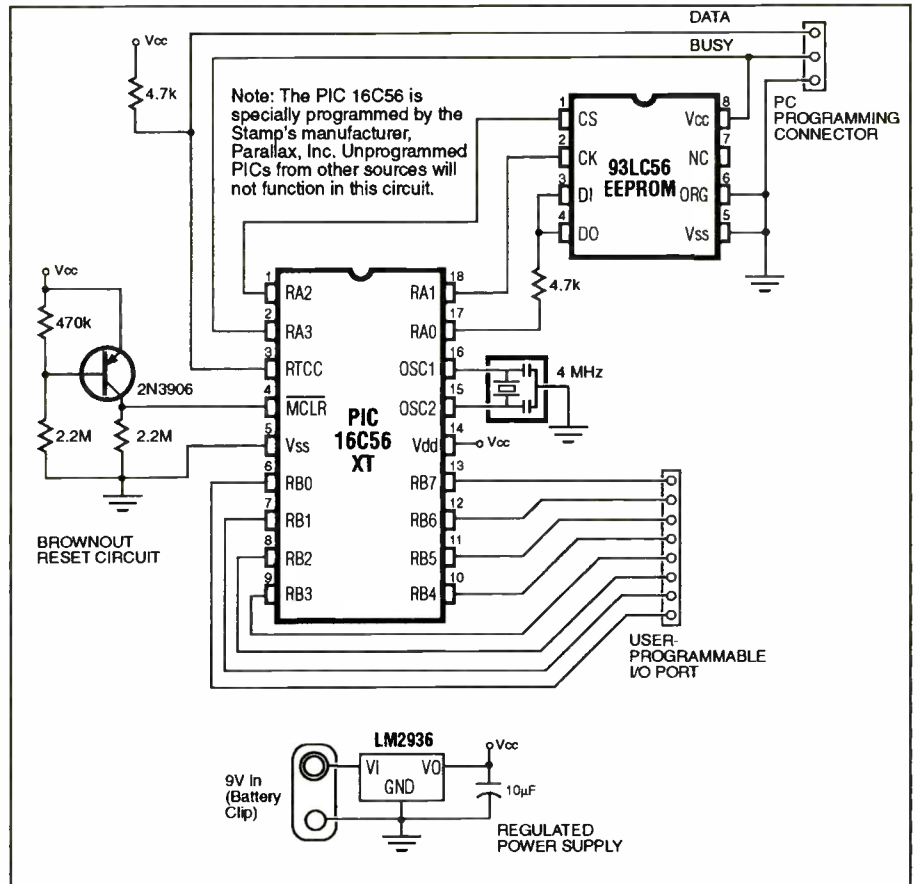 DATA
BUSY
Vcc
4.7k
Note: The PIC 16C56 is
specially programmed by the
Stamp's manufacturer,
Parallax, Inc. Unprogrammed
PICs from other sources will
not function in this circuit.
PC
PROGRAMMING
CONNECTOR
1 CS
2 CK
3 DI
4 DO
93LC56
EEPROM
8 Vcc
7 NC
6 ORG
5 Vss
4.7k
Vcc
470k
2N3906
2.2M
2.2M
BROWNOUT
RESET CIRCUIT
1 RA2
2 RA3
3 RTCC
4 MCLR
5 Vss
6 RB0
7 RB1
8 RB2
9 RB3
PIC
16C56
XT
18 RA1
17 RA0
16 OSC1
15 OSC2
14 Vdd
13 RB7
12 RB6
11 RB5
10 RB4
4 MHz
Vcc
USER-
PROGRAMMABLE
I/O PORT
9V In
(Battery
Clip)
LM2936
VI
VO
GND
Vcc
10µF
REGULATED
POWER SUPPLY